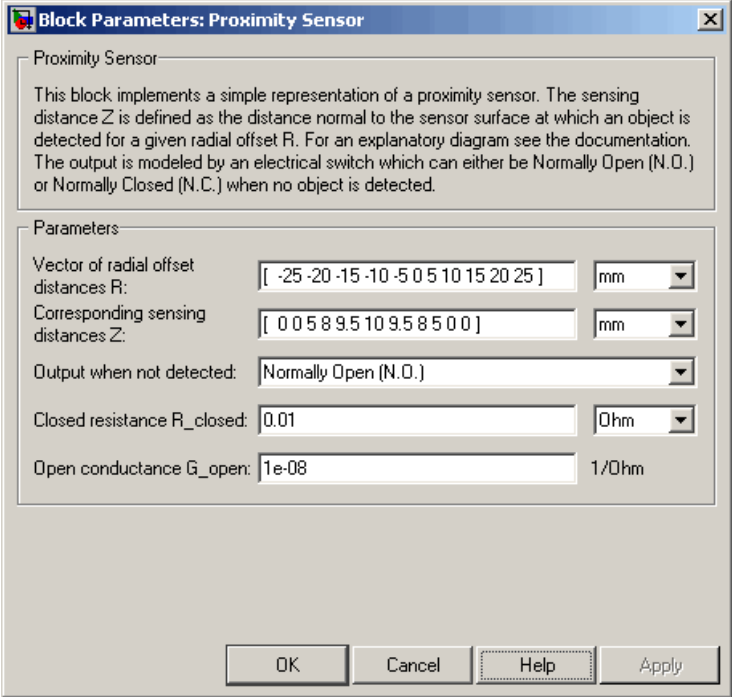 Block Parameters: Proximity Sensor
Proximity Sensor
This block implements a simple representation of a proximity sensor. The sensing
distance Z is defined as the distance normal to the sensor surface at which an object is
detected for a given radial offset R. For an explanatory diagram see the documentation.
The output is modeled by an electrical switch which can either be Normally Open (N.O.)
or Normally Closed (N.C.) when no object is detected.
Parameters
Vector of radial offset
distances R:
[ -25 -20 -15 -10 -5 0 5 10 15 20 25 ]
mm
Corresponding sensing
distances Z:
[ 0 0 5 8 9.5 10 9.5 8 5 0 0 ]
mm
Output when not detected:
Normally Open (N.O.)
Closed resistance R_closed:
0.01
Ohm
Open conductance G_open:
1e-08
1/Ohm
OK
Cancel
Help
Apply